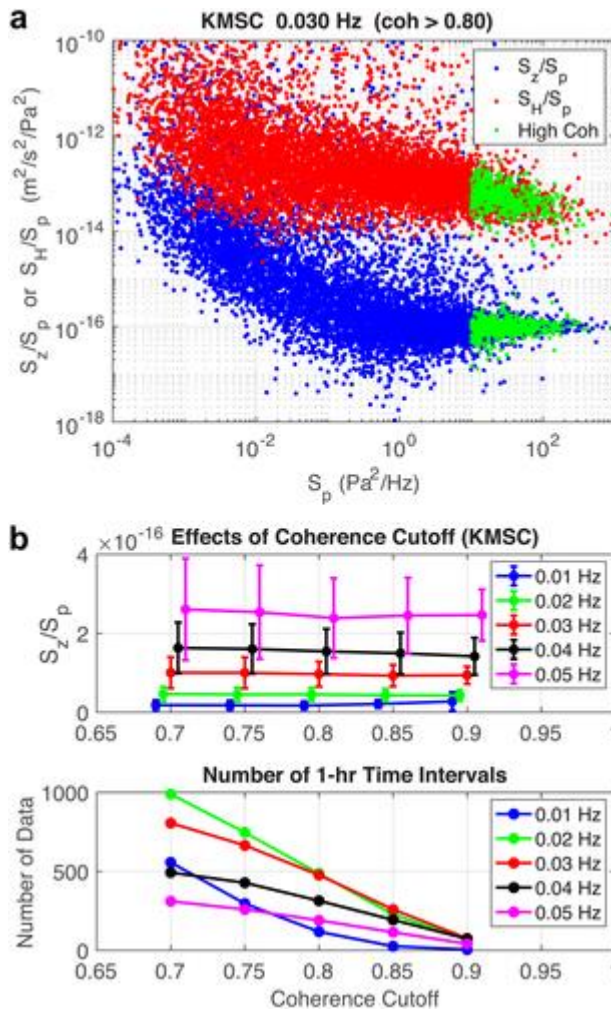 a
KMSC 0.030 Hz (coh > 0.80)
10^-10
10^-12
10^-14
10^-16
10^-18
S_z/S_p or S_H/S_p (m^2/s^2/Pa^2)
S_z/S_p
S_H/S_p
High Coh
10^-4
10^-2
10^0
10^2
S_p (Pa^2/Hz)
b
×10^-16
Effects of Coherence Cutoff (KMSC)
4
2
0
S_z/S_p
0.01 Hz
0.02 Hz
0.03 Hz
0.04 Hz
0.05 Hz
0.65 0.7 0.75 0.8 0.85 0.9 0.95
Number of 1-hr Time Intervals
1000
500
0
Number of Data
0.01 Hz
0.02 Hz
0.03 Hz
0.04 Hz
0.05 Hz
0.65 0.7 0.75 0.8 0.85 0.9 0.95
Coherence Cutoff